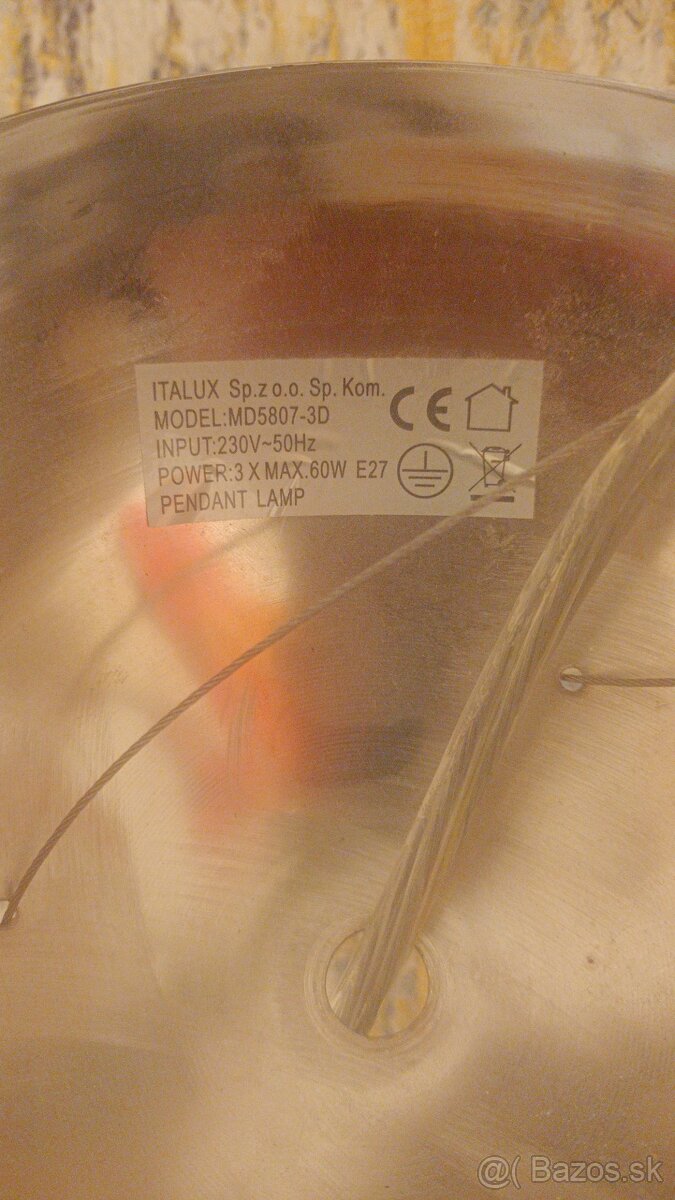 ITALUX Sp.z o.o. Sp. Kom.
MODEL:MD5807-3D
INPUT:230V~50Hz
POWER:3 X MAX.60W E27
PENDANT LAMP
CE
@( Bazos.sk